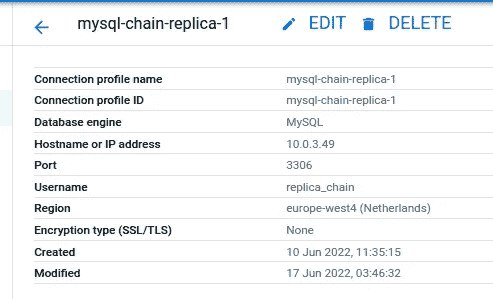 mysql-chain-replica-1 EDIT DELETE
Connection profile name mysql-chain-replica-1
Connection profile ID mysql-chain-replica-1
Database engine MySQL
Hostname or IP address 10.0.3.49
Port 3306
Username replica_chain
Region europe-west4 (Netherlands)
Encryption type (SSL/TLS) None
Created 10 Jun 2022, 11:35:15
Modified 17 Jun 2022, 03:46:32